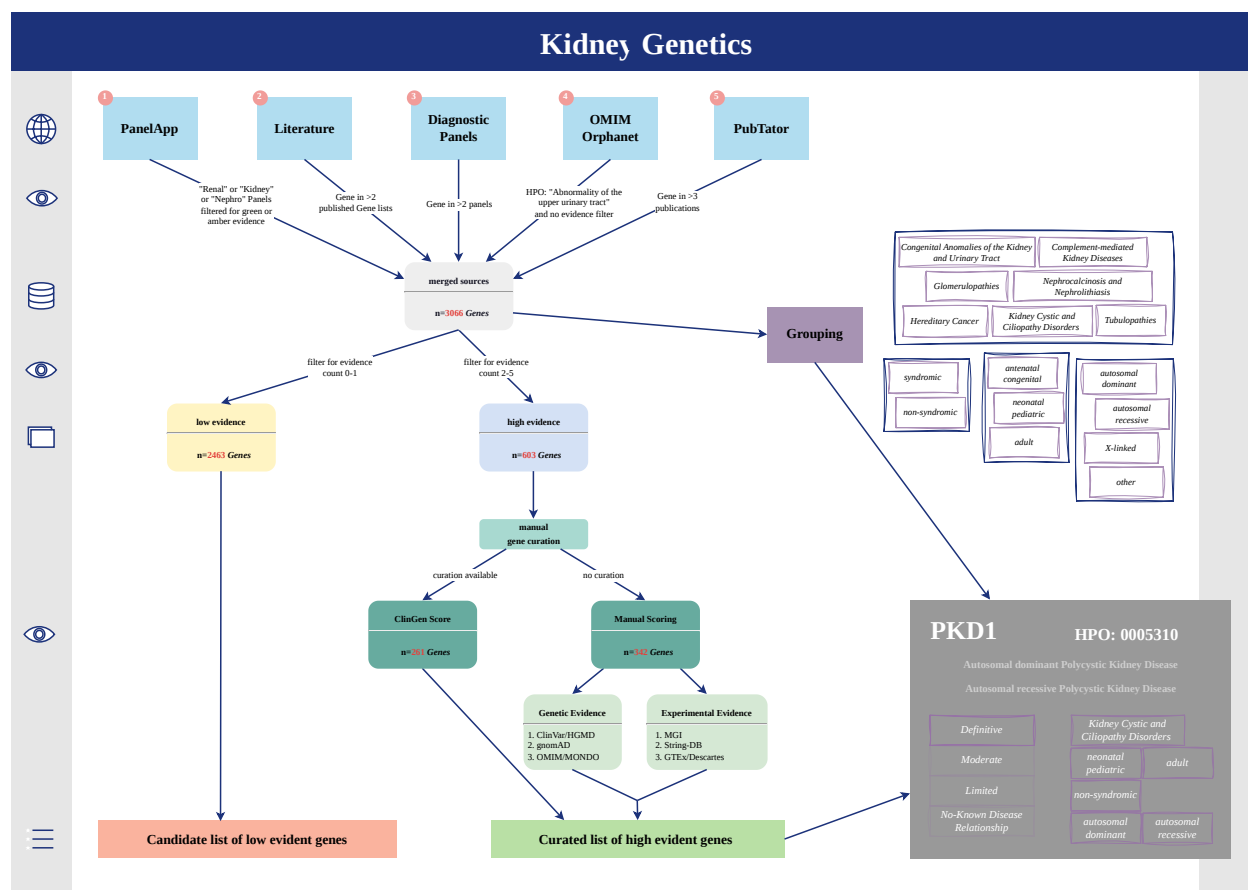 Kidney Genetics
1
PanelApp
2
Literature
3
Diagnostic
Panels
4
OMIM
Orphanet
5
PubTator
"Renal" or "Kidney"
or "Nephro" Panels
filtered for green or
amber evidence
Gene in >2
published Gene lists
Gene in >2 panels
HPO: "Abnormality of the
upper urinary tract"
and no evidence filter
Gene in >3
publications
merged sources
n=3066 Genes
Grouping
Congenital Anomalies of the Kidney
and Urinary Tract
Complement-mediated
Kidney Diseases
Glomerulopathies
Nephrocalcinosis and
Nephrolithiasis
Hereditary Cancer
Kidney Cystic and
Ciliopathy Disorders
Tubulopathies
syndromic
non-syndromic
antenatal
congenital
neonatal
pediatric
adult
autosomal
dominant
autosomal
recessive
X-linked
other
filter for evidence
count 0-1
filter for evidence
count 2-5
low evidence
n=2463 Genes
high evidence
n=603 Genes
manual
gene curation
curation available
no curation
ClinGen Score
n=261 Genes
Manual Scoring
n=342 Genes
Genetic Evidence
1. ClinVar/HGMD
2. gnomAD
3. OMIM/MONDO
Experimental Evidence
1. MGI
2. String-DB
3. GTEx/Descartes
Candidate list of low evident genes
Curated list of high evident genes
PKD1
HPO: 0005310
Autosomal dominant Polycystic Kidney Disease
Autosomal recessive Polycystic Kidney Disease
Definitive
Moderate
Limited
No-Known Disease
Relationship
Kidney Cystic and
Ciliopathy Disorders
neonatal
pediatric
adult
non-syndromic
autosomal
dominant
autosomal
recessive